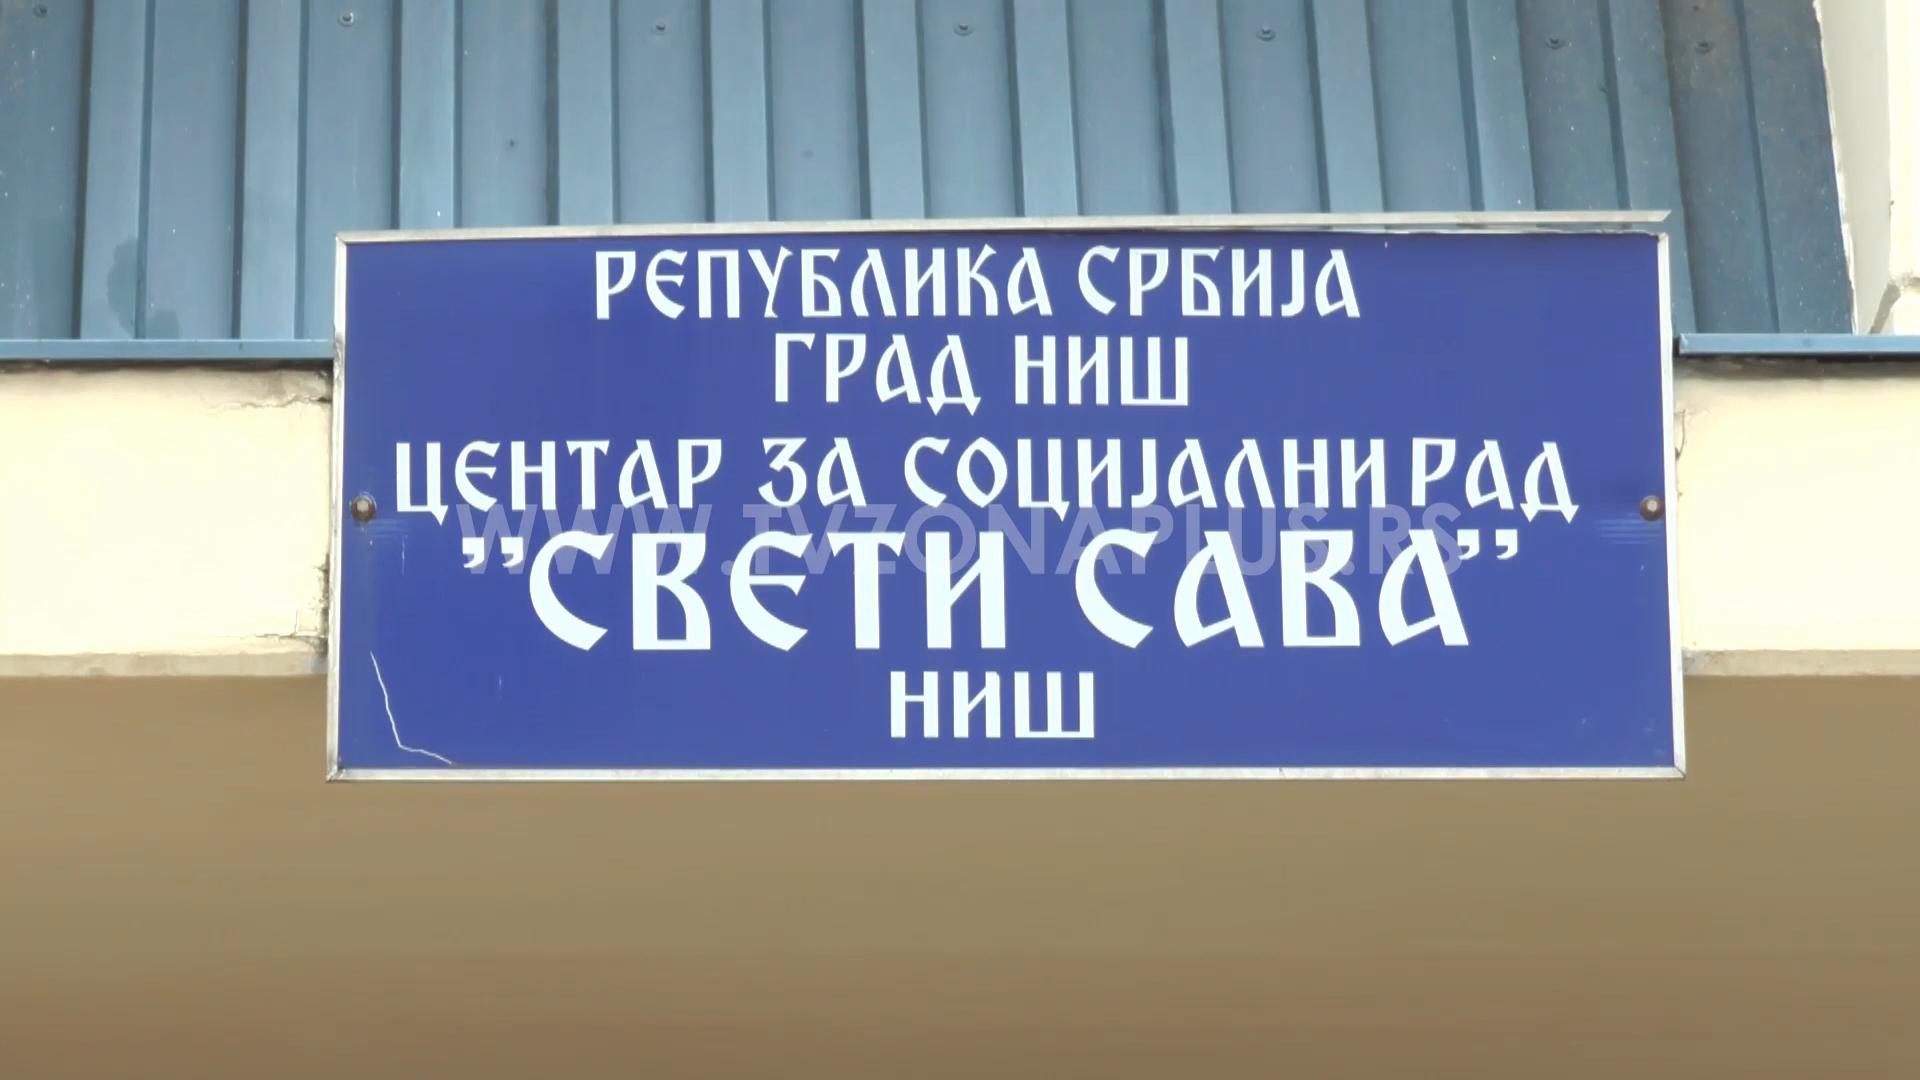 РЕПУБЛИКА СРБИЈА
ГРАД НИШ
ЦЕНТАР ЗА СОЦИЈАЛНИ РАД
WWW.TVZONAPLUS.RS
”СВЕТИ САВА”
НИШ